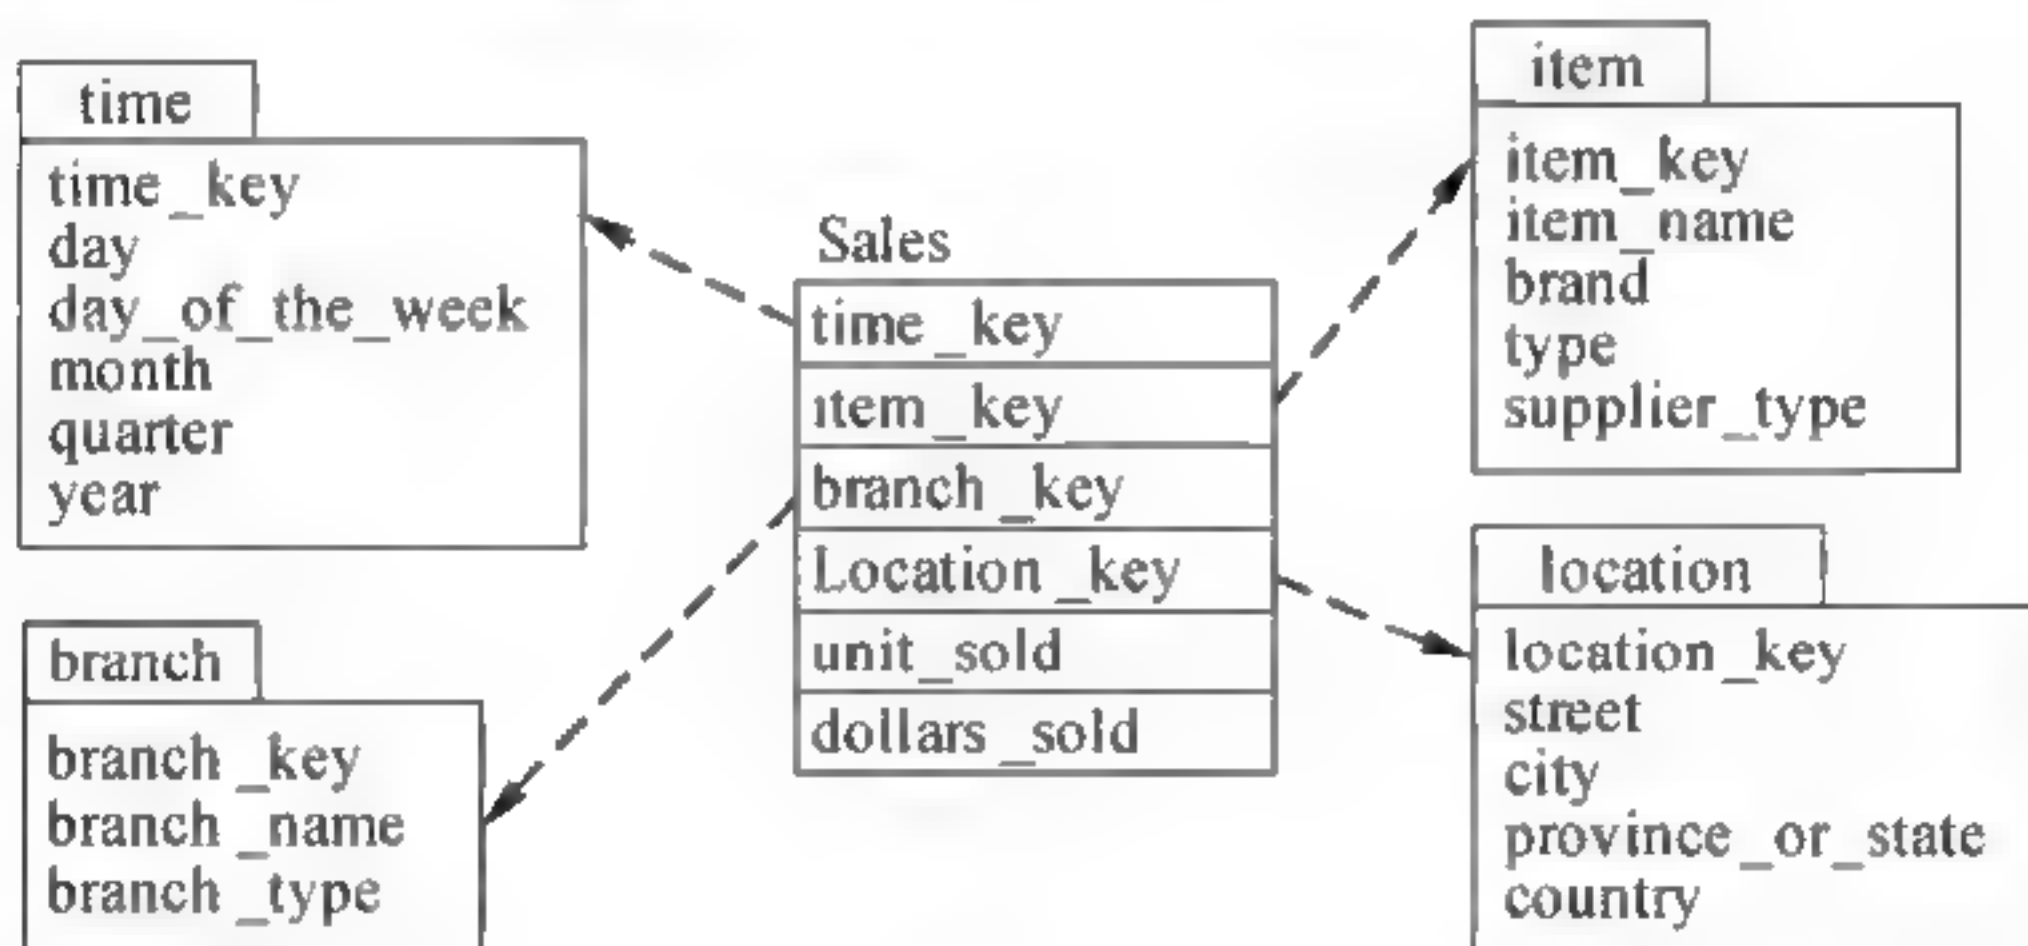 time
time_key
day
day_of_the_week
month
quarter
year
branch
branch_key
branch_name
branch_type
Sales
time_key
item_key
branch_key
Location_key
unit_sold
dollars_sold
item
item_key
item_name
brand
type
supplier_type
location
location_key
street
city
province_or_state
country